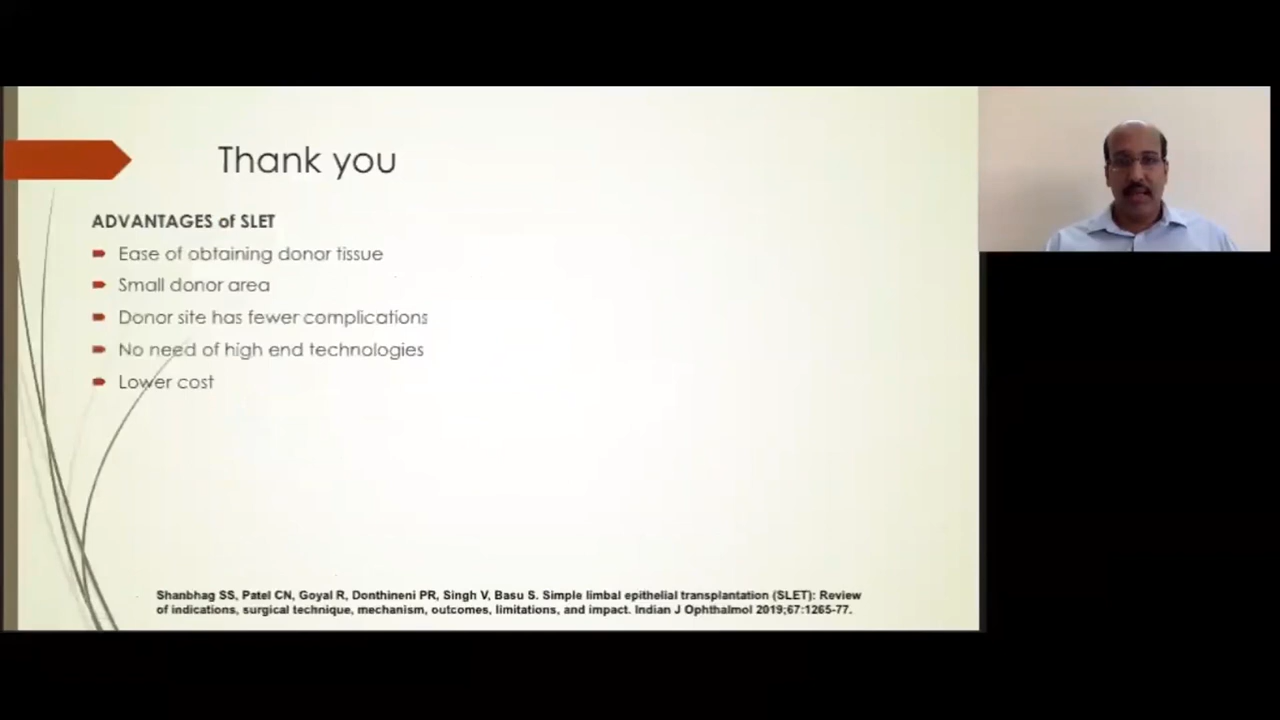 Thank you
ADVANTAGES of SLET
Ease of obtaining donor tissue
Small donor area
Donor site has fewer complications
No need of high end technologies
Lower cost
Shanbhag SS, Patel CN, Goyal R, Donthineni PR, Singh V, Basu S. Simple limbal epithelial transplantation (SLET): Review
of indications, surgical technique, mechanism, outcomes, limitations, and impact. Indian J Ophthalmol 2019;67:1265-77.